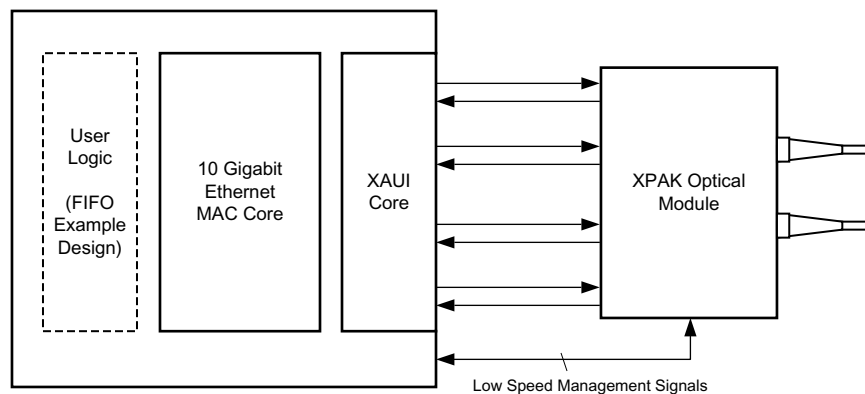 User
Logic
(FIFO
Example
Design)
10 Gigabit
Ethernet
MAC Core
XAUI
Core
XPAK Optical
Module
Low Speed Management Signals